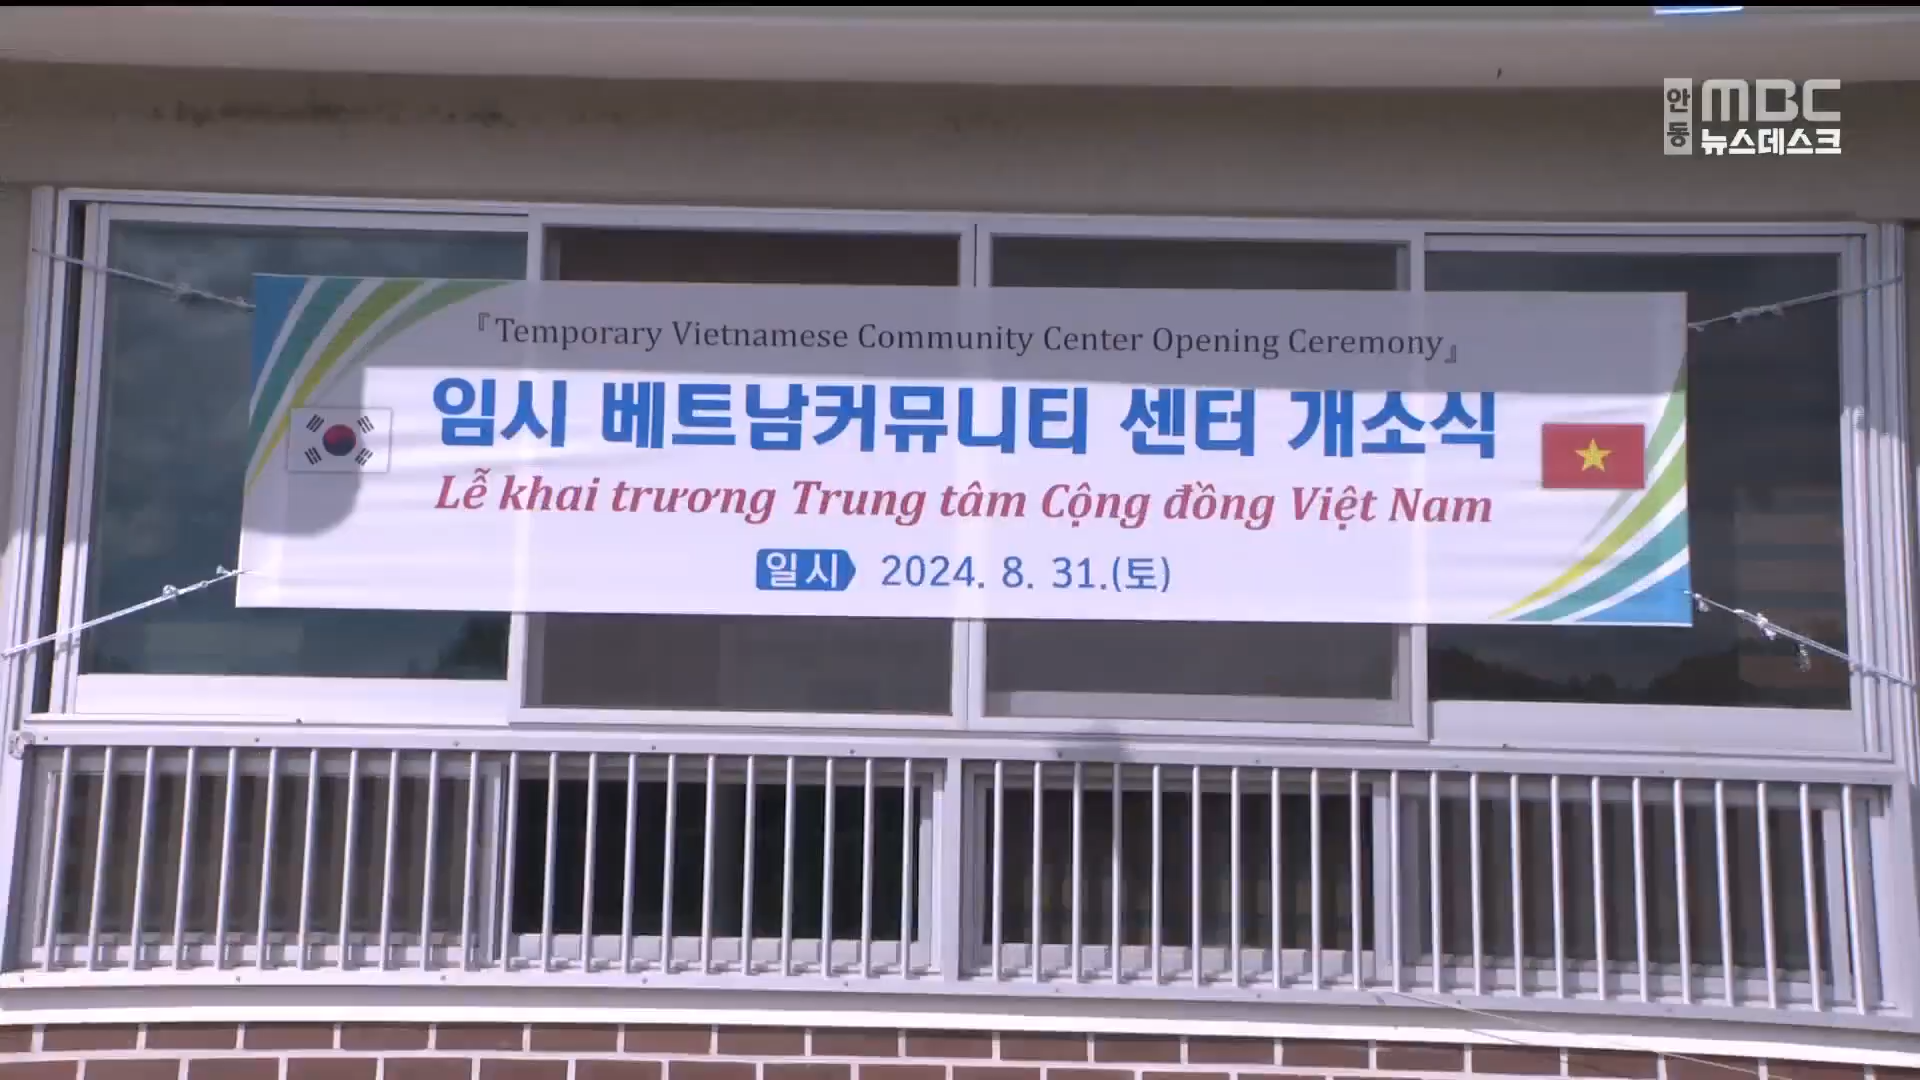 안동 MBC
뉴스데스크
『Temporary Vietnamese Community Center Opening Ceremony』
임시 베트남커뮤니티 센터 개소식
Lễ khai trương Trung tâm Cộng đồng Việt Nam
일시 2024. 8. 31.(토)